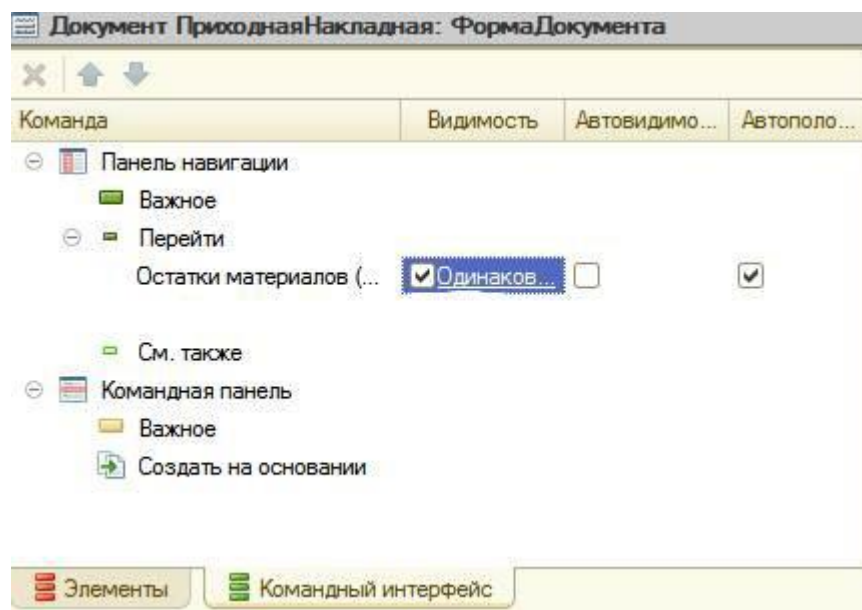 Документ ПриходнаяНакладная: ФормаДокумента
Команда Видимость Автовидимо... Автополо...
Панель навигации
Важное
Перейти
Остатки материалов (... Одинаков...
См. также
Командная панель
Важное
Создать на основании
Элементы Командный интерфейс